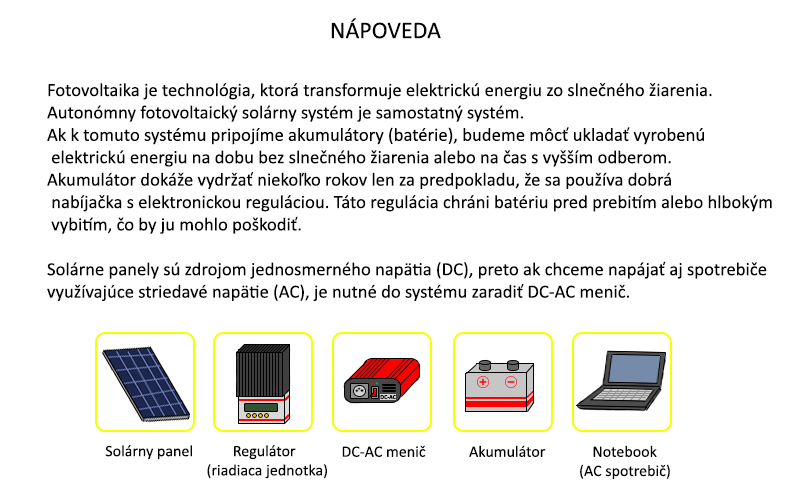 NÁPOVEDA
Fotovoltaika je technológia, ktorá transformuje elektrickú energiu zo slnečného žiarenia.
Autonómny fotovoltaický solárny systém je samostatný systém.
Ak k tomuto systému pripojíme akumulátory (batérie), budeme môcť ukladať vyrobenú
elektrickú energiu na dobu bez slnečného žiarenia alebo na čas s vyšším odberom.
Akumulátor dokáže vydržať niekoľko rokov len za predpokladu, že sa používa dobrá
nabíjačka s elektronickou reguláciou. Táto regulácia chráni batériu pred prebitím alebo hlbokým
vybitím, čo by ju mohlo poškodiť.
Solárne panely sú zdrojom jednosmerného napätia (DC), preto ak chceme napájať aj spotrebiče
využívajúce striedavé napätie (AC), je nutné do systému zaradiť DC-AC menič.
DC-AC
+ −
Solárny panel
Regulátor
(riadiaca jednotka)
DC-AC menič
Akumulátor
Notebook
(AC spotrebič)